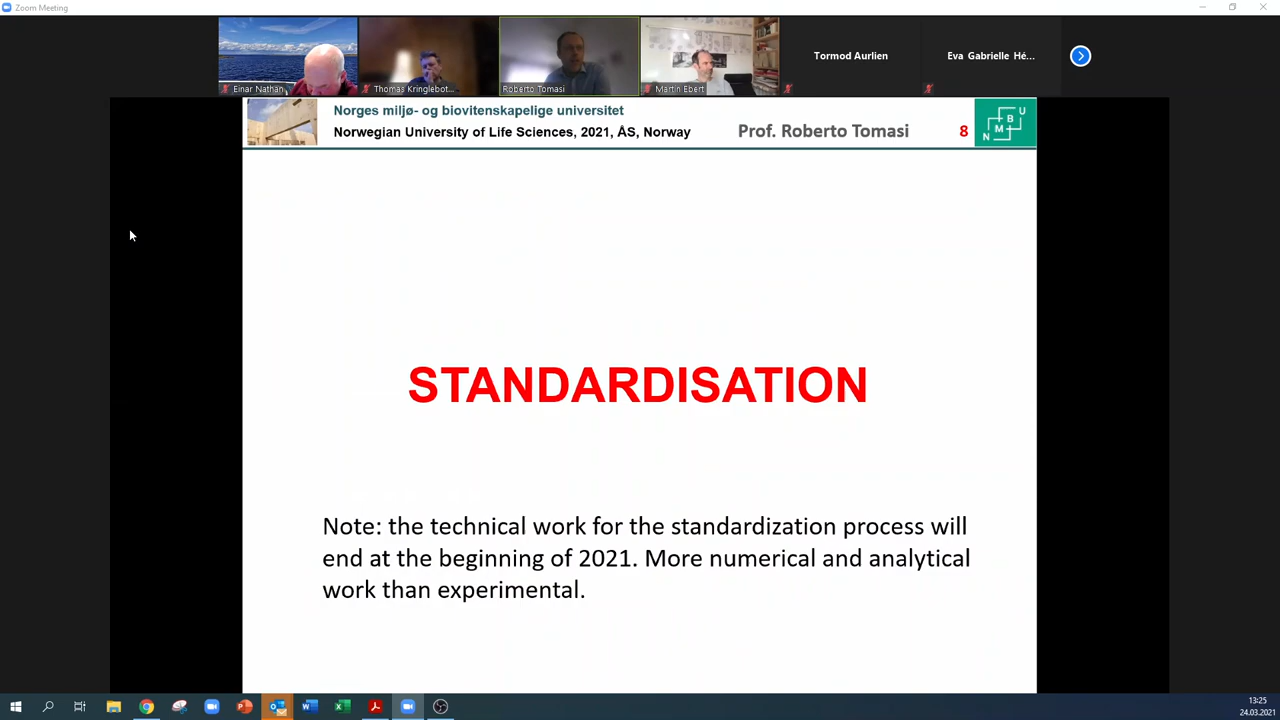 Zoom Meeting
Einar Nathan
Thomas Kringlebot...
Roberto Tomasi
Martin Ebert
Tormod Aurlien
Eva Gabrielle Hé...
Norges miljø- og biovitenskapelige universitet
Norwegian University of Life Sciences, 2021, ÅS, Norway
Prof. Roberto Tomasi
8
N M B U
STANDARDISATION
Note: the technical work for the standardization process will
end at the beginning of 2021. More numerical and analytical
work than experimental.
13:25
24.03.2021